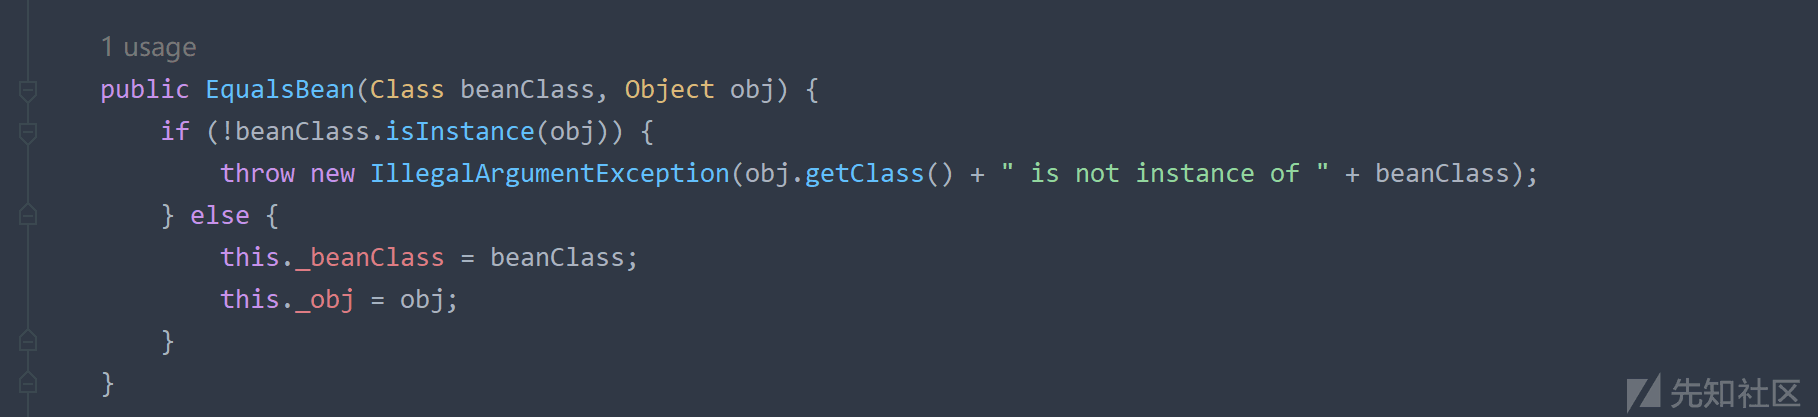 1 usage
public EqualsBean(Class beanClass, Object obj) {
    if (!beanClass.isInstance(obj)) {
        throw new IllegalArgumentException(obj.getClass() + " is not instance of " + beanClass);
    } else {
        this._beanClass = beanClass;
        this._obj = obj;
    }
}
先知社区